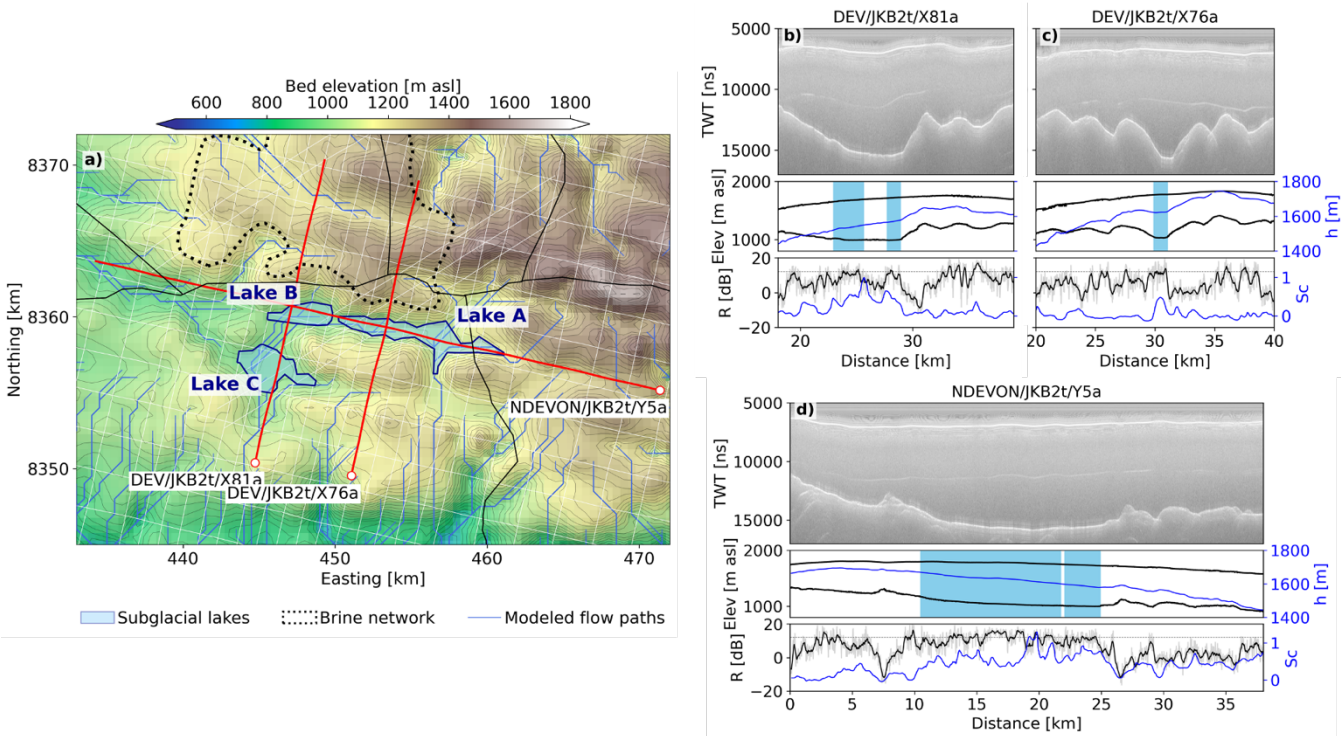 Bed elevation [m asl]
600 800 1000 1200 1400 1600 1800
a)
8370
8360
8350
Northing [km]
Lake B
Lake A
Lake C
NDEVON/JKB2t/Y5a
DEV/JKB2t/X81a
DEV/JKB2t/X76a
440 450 460 470
Easting [km]
Subglacial lakes
Brine network
Modeled flow paths
DEV/JKB2t/X81a
b)
5000
10000
15000
TWT [ns]
2000
1000
Elev [m asl]
20
0
−20
R [dB]
20 30
Distance [km]
DEV/JKB2t/X76a
c)
1800
1600
1400
h [m]
1
0
Sc
20 25 30 35 40
Distance [km]
NDEVON/JKB2t/Y5a
d)
5000
10000
15000
TWT [ns]
2000
1000
Elev [m asl]
1800
1600
1400
h [m]
20
0
−20
R [dB]
1
0
Sc
0 5 10 15 20 25 30 35
Distance [km]